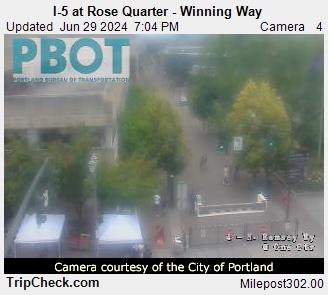 I-5 at Rose Quarter - Winning Way
Updated Jun 29 2024 7:04 PM Camera 4
PBOT
PORTLAND BUREAU OF TRANSPORTATION
Camera courtesy of the City of Portland
TripCheck.com Milepost302.00